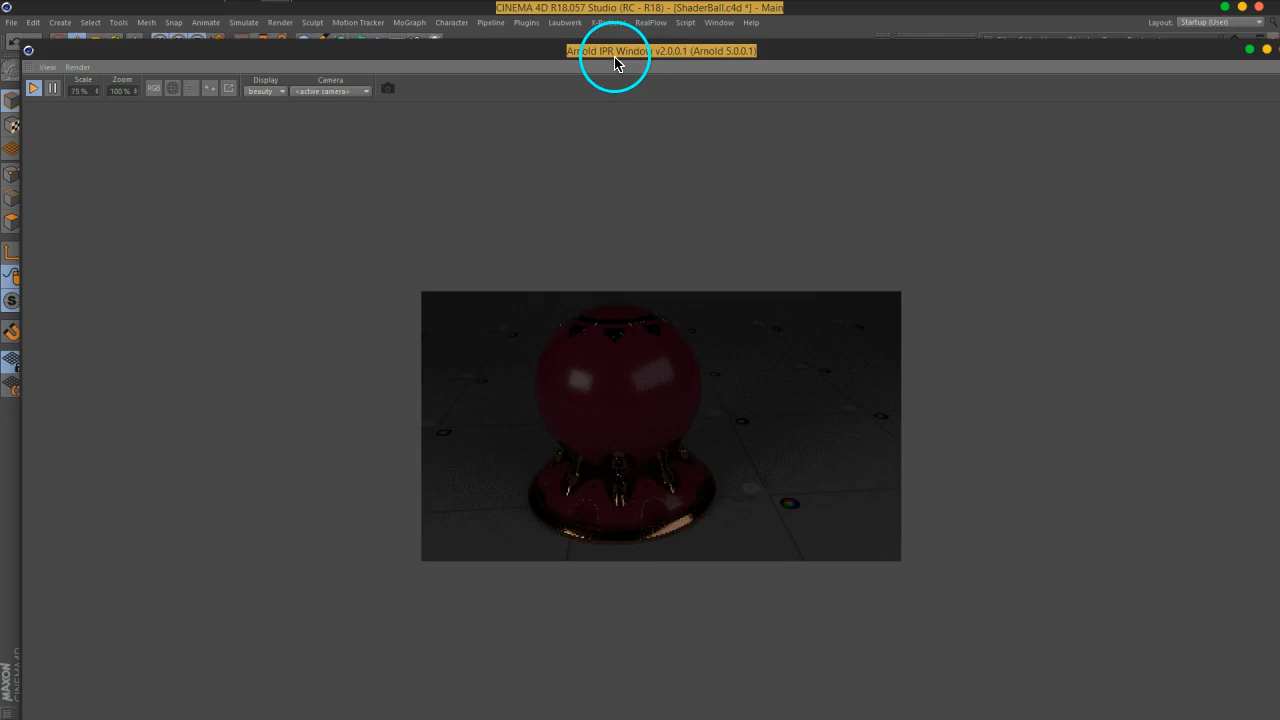 CINEMA 4D R18.057 Studio (RC - R18) - [ShaderBall.c4d *] - Main
File Edit Create Select Tools Mesh Snap Animate Simulate Render Sculpt Motion Tracker MoGraph Character Pipeline Plugins Laubwerk RealFlow Script Window Help
Layout: Startup (User)
Arnold IPR Window v2.0.0.1 (Arnold 5.0.0.1)
View Render
Scale Zoom Display Camera
75 % 100 % RGB beauty <active camera>
MAXON
CINEMA4D